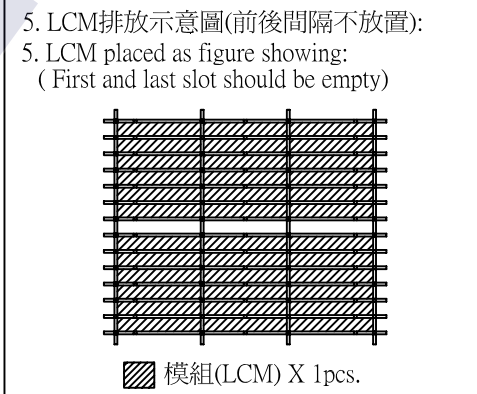 5. LCM排放示意圖(前後間隔不放置):
5. LCM placed as figure showing:
( First and last slot should be empty)
模組(LCM) X 1pcs.